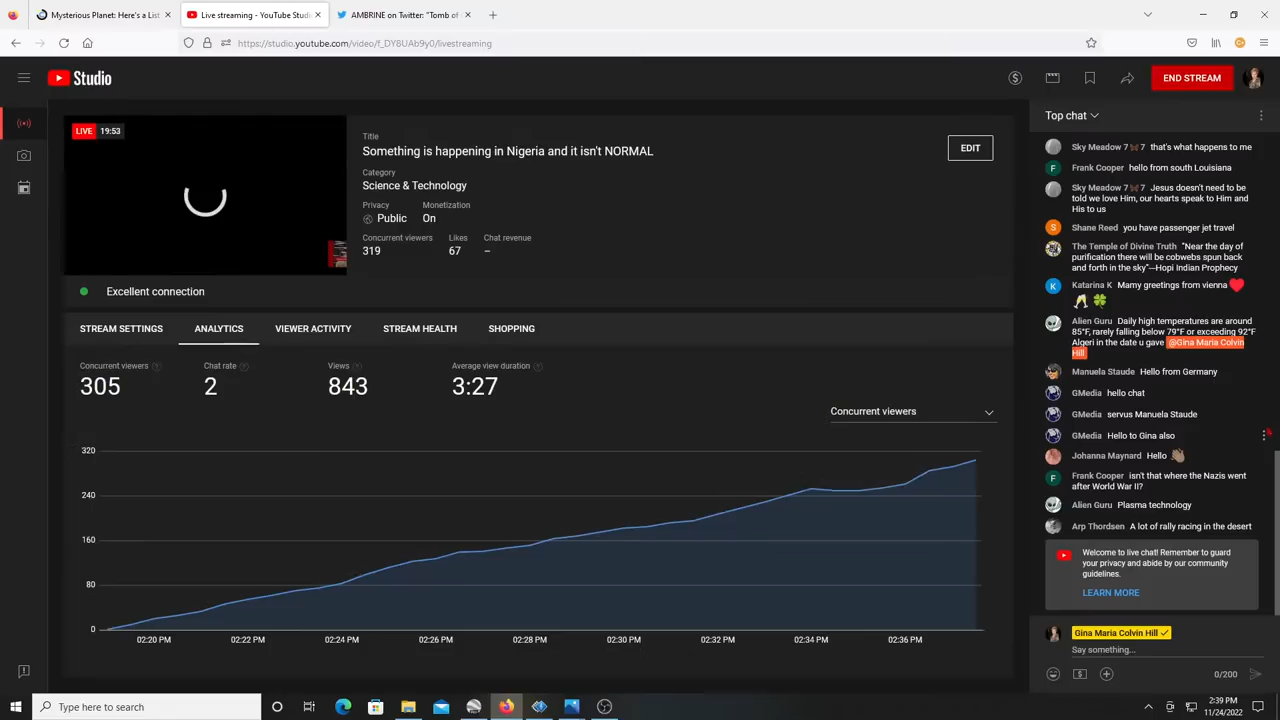 Mysterious Planet: Here's a List
Live streaming - YouTube Studi
AMBRINE on Twitter: "Tomb of
https://studio.youtube.com/video/f_DY8UAb9y0/livestreaming
Studio
END STREAM
LIVE 19:53
Title
Something is happening in Nigeria and it isn't NORMAL
EDIT
Category
Science & Technology
Privacy Monetization
Public On
Concurrent viewers Likes Chat revenue
319 67 –
Excellent connection
STREAM SETTINGS ANALYTICS VIEWER ACTIVITY STREAM HEALTH SHOPPING
Concurrent viewers Chat rate Views Average view duration
305 2 843 3:27
Concurrent viewers
320
240
160
80
0
02:20 PM 02:22 PM 02:24 PM 02:26 PM 02:28 PM 02:30 PM 02:32 PM 02:34 PM 02:36 PM
Top chat
Sky Meadow 7 7 that's what happens to me
F Frank Cooper hello from south Louisiana
Sky Meadow 7 7 Jesus doesn't need to be
told we love Him, our hearts speak to Him and
His to us
S Shane Reed you have passenger jet travel
The Temple of Divine Truth "Near the day of
purification there will be cobwebs spun back
and forth in the sky"—Hopi Indian Prophecy
K Katarina K Mamy greetings from vienna
Alien Guru Daily high temperatures are around
85°F, rarely falling below 79°F or exceeding 92°F
Algeri in the date u gave @Gina Maria Colvin
Hill
Manuela Staude Hello from Germany
GMedia hello chat
GMedia servus Manuela Staude
GMedia Hello to Gina also
Johanna Maynard Hello
F Frank Cooper isn't that where the Nazis went
after World War II?
Alien Guru Plasma technology
Arp Thordsen A lot of rally racing in the desert
Welcome to live chat! Remember to guard
your privacy and abide by our community
guidelines.
LEARN MORE
Gina Maria Colvin Hill
Say something...
0/200
Type here to search
2:39 PM
11/24/2022